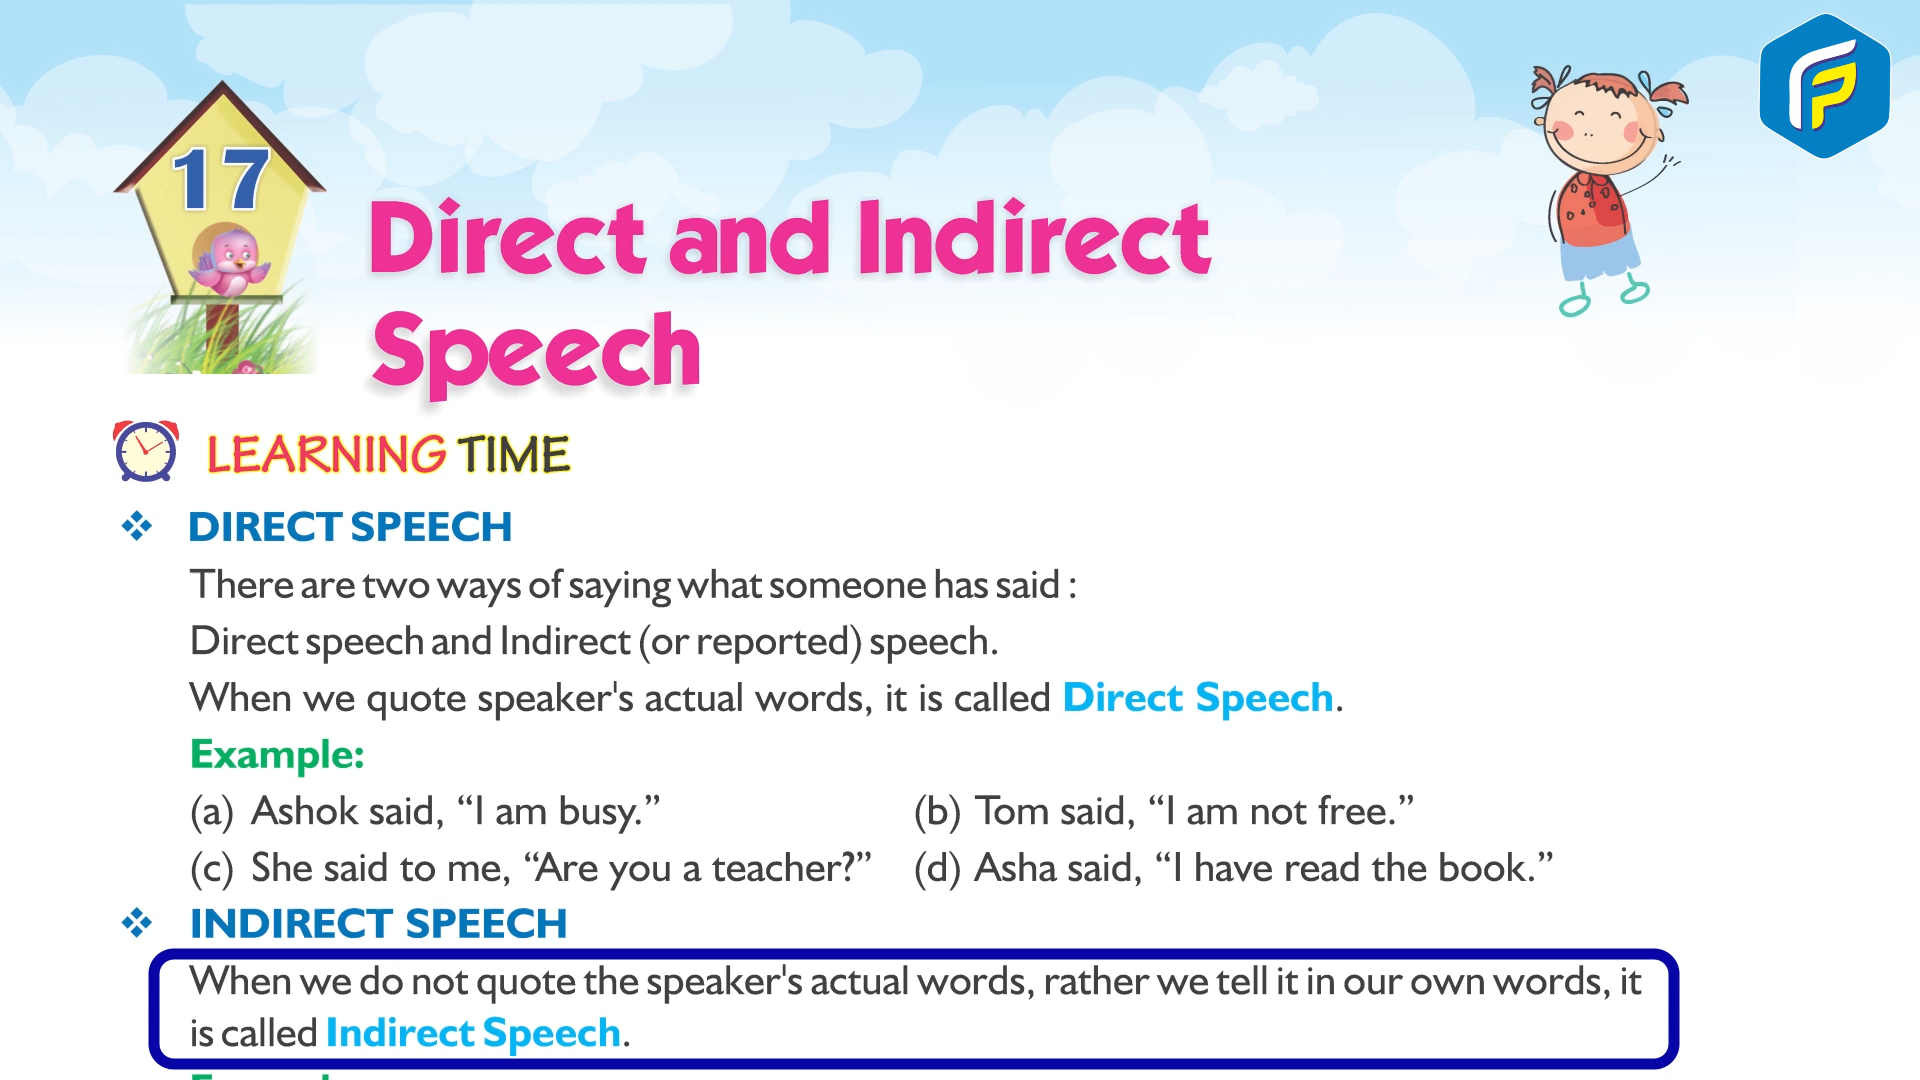 17
Direct and Indirect
Speech
LEARNING TIME
❖ DIRECT SPEECH
There are two ways of saying what someone has said :
Direct speech and Indirect (or reported) speech.
When we quote speaker's actual words, it is called Direct Speech.
Example:
(a) Ashok said, “I am busy.” (b) Tom said, “I am not free.”
(c) She said to me, “Are you a teacher?” (d) Asha said, “I have read the book.”
❖ INDIRECT SPEECH
When we do not quote the speaker's actual words, rather we tell it in our own words, it
is called Indirect Speech.